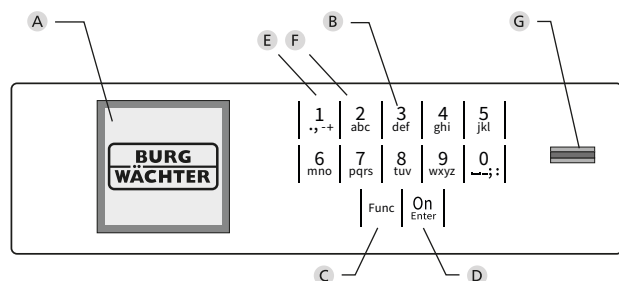 A B G
E F
1 2 3 4 5
.,-+ abc def ghi jkl
BURG
WÄCHTER
6 7 8 9 0
mno pqrs tuv wxyz ⎵–;:
Func On
Enter
C D